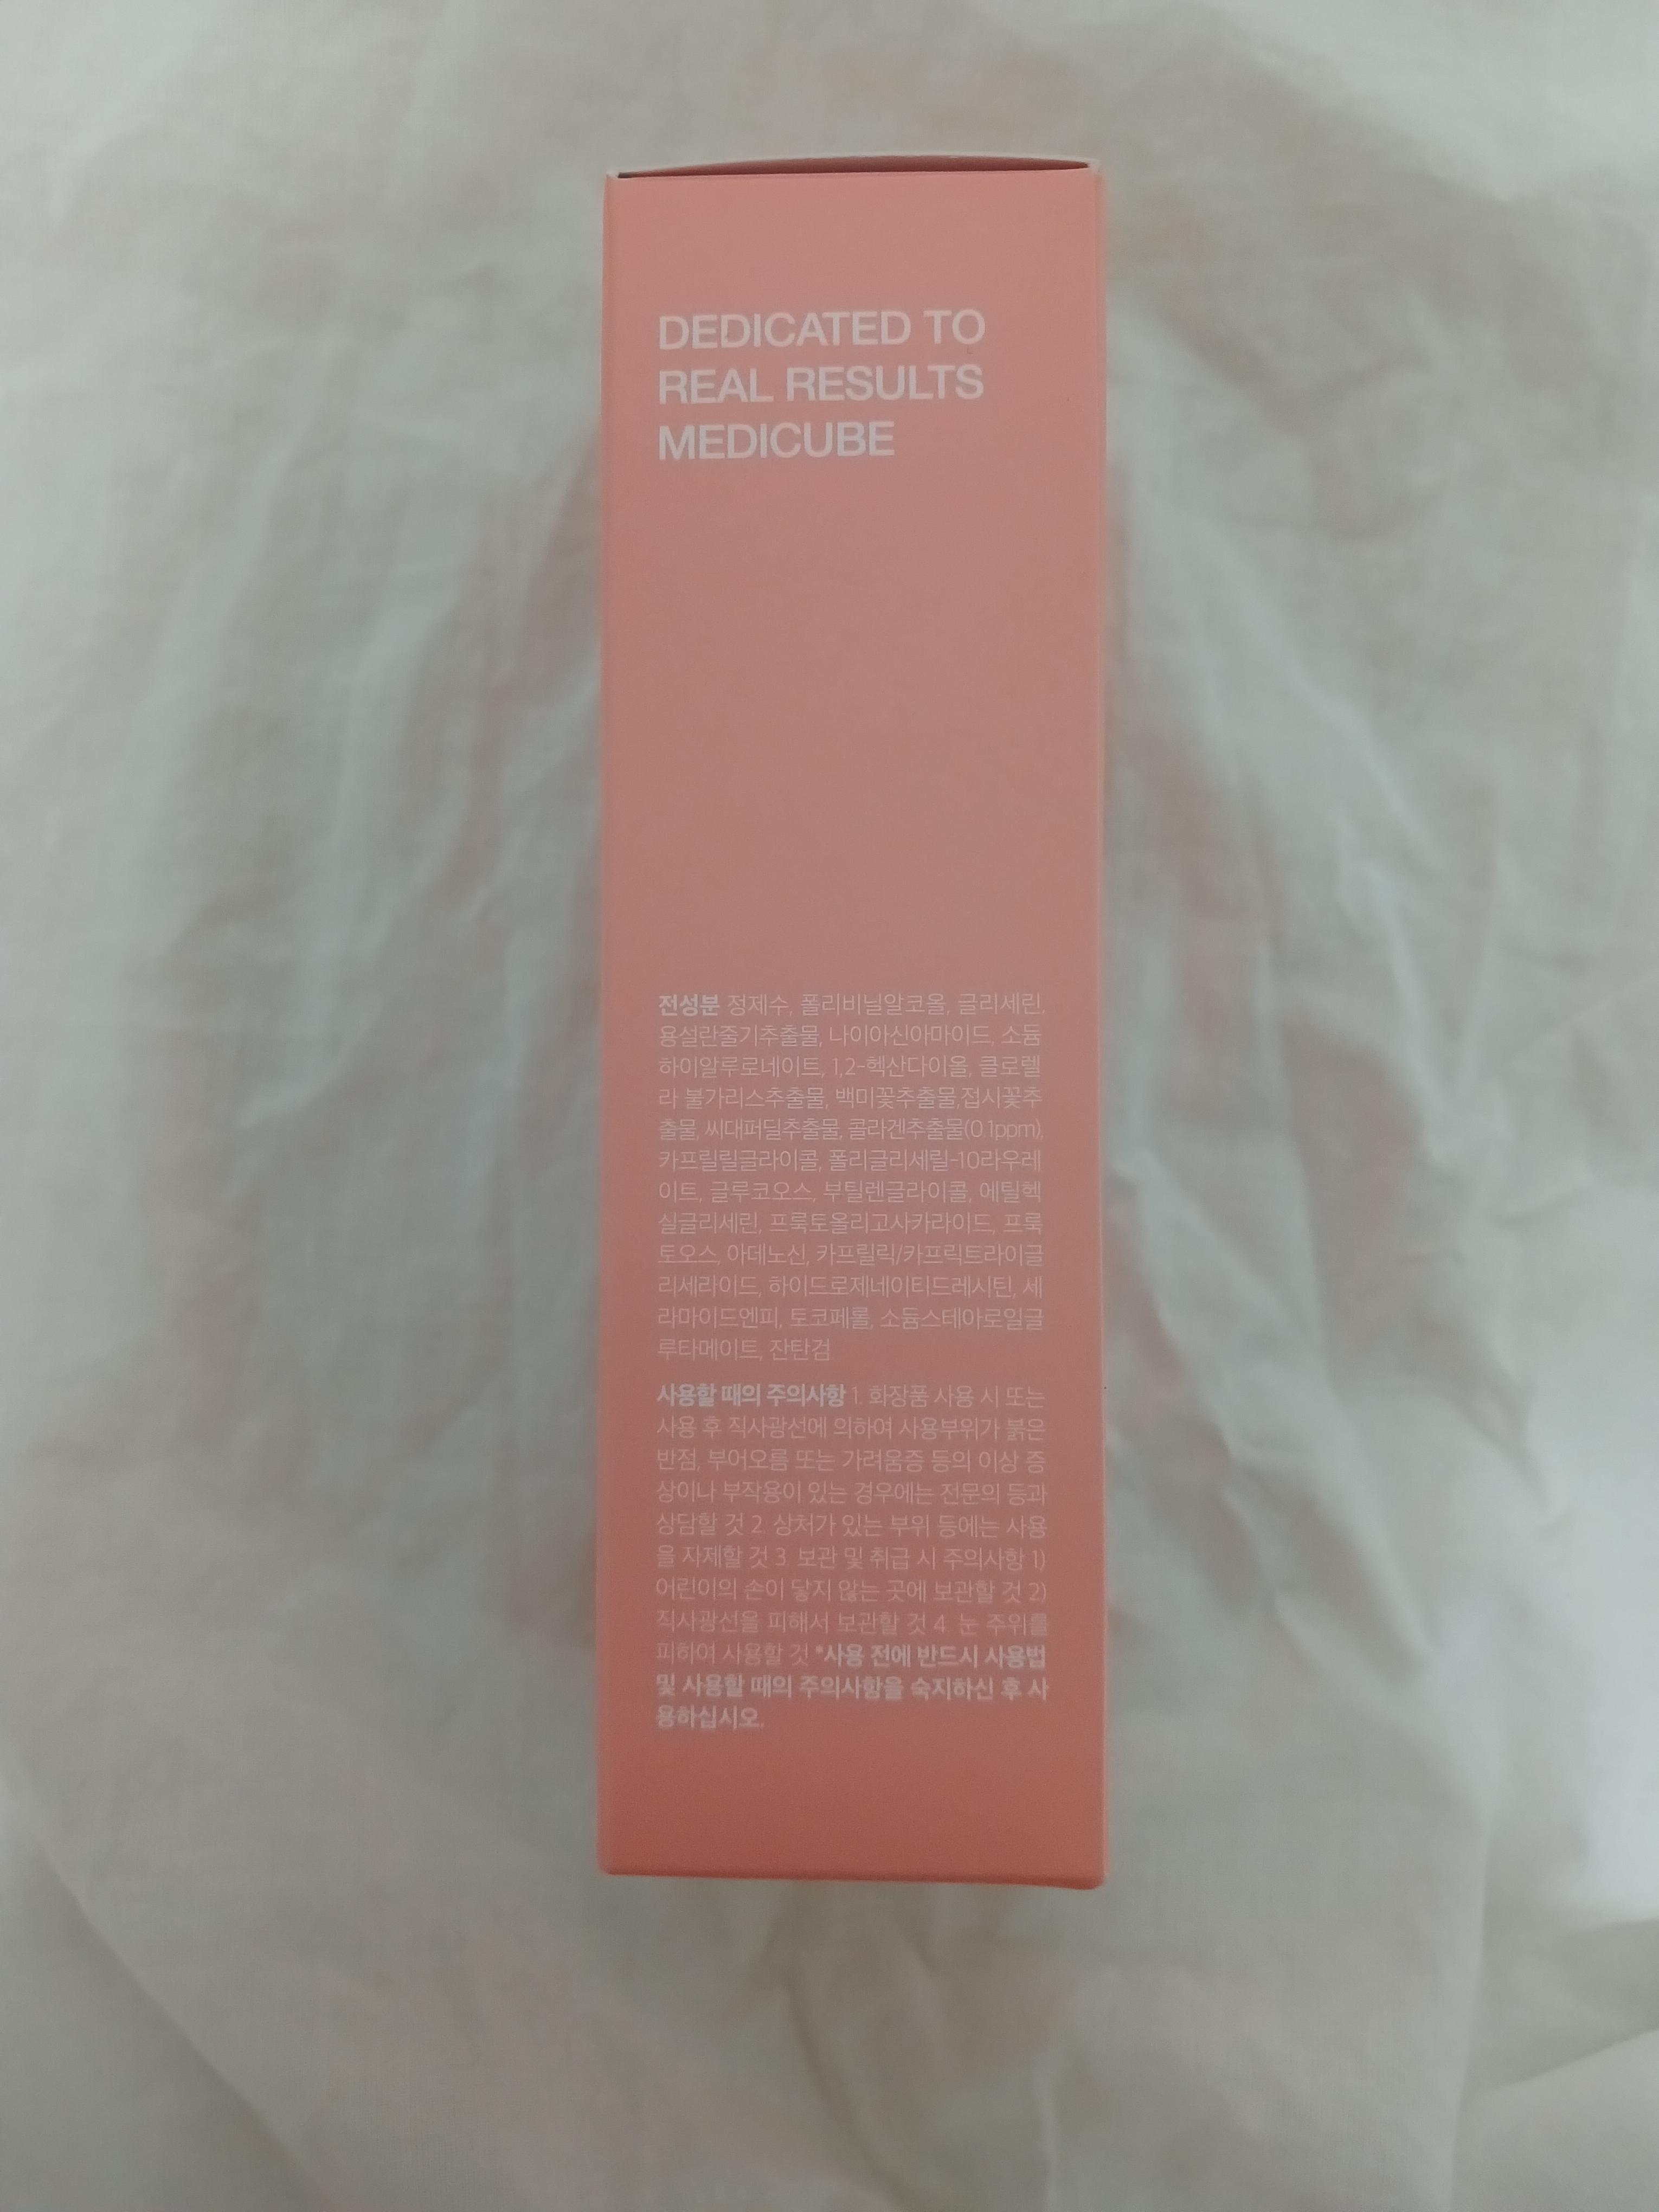 DEDICATED TO
REAL RESULTS
MEDICUBE
전성분 정제수, 폴리비닐알코올, 글리세린,
용설란줄기추출물, 나이아신아마이드, 소듐
하이알루로네이트, 1,2-헥산다이올, 클로렐
라 불가리스추출물, 백미꽃추출물,접시꽃추
출물, 씨대퍼딜추출물, 콜라겐추출물(0.1ppm),
카프릴릴글라이콜, 폴리글리세릴-10라우레
이트, 글루코오스, 부틸렌글라이콜, 에틸헥
실글리세린, 프룩토올리고사카라이드, 프룩
토오스, 아데노신, 카프릴릭/카프릭트라이글
리세라이드, 하이드로제네이티드레시틴, 세
라마이드엔피, 토코페롤, 소듐스테아로일글
루타메이트, 잔탄검
사용할 때의 주의사항 1. 화장품 사용 시 또는
사용 후 직사광선에 의하여 사용부위가 붉은
반점, 부어오름 또는 가려움증 등의 이상 증
상이나 부작용이 있는 경우에는 전문의 등과
상담할 것 2. 상처가 있는 부위 등에는 사용
을 자제할 것 3. 보관 및 취급 시 주의사항 1)
어린이의 손이 닿지 않는 곳에 보관할 것 2)
직사광선을 피해서 보관할 것 4. 눈 주위를
피하여 사용할 것 *사용 전에 반드시 사용법
및 사용할 때의 주의사항을 숙지하신 후 사
용하십시오.